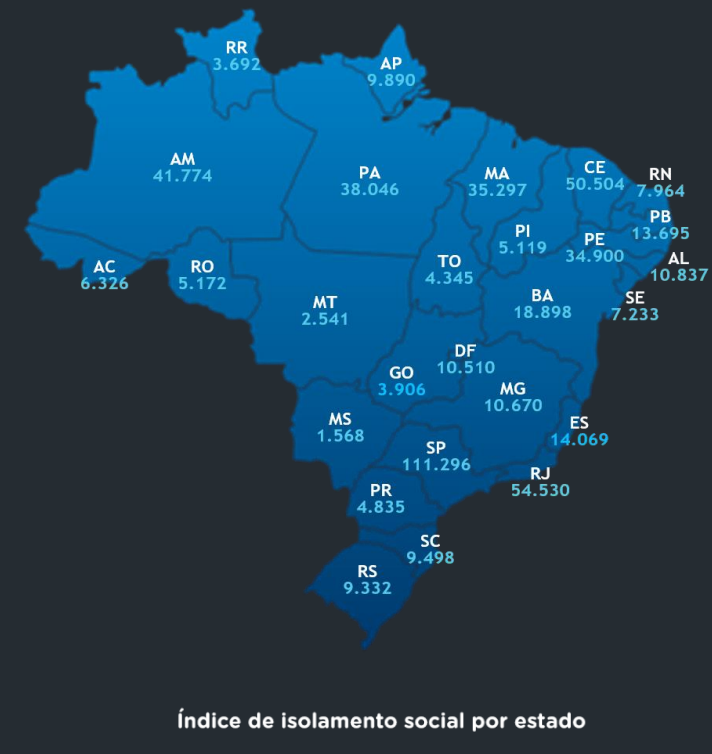 RR
3.692
AP
9.890
AM
41.774
PA
38.046
MA
35.297
CE
50.504
RN
7.964
PI
5.119
PE
34.900
PB
13.695
AC
6.326
RO
5.172
TO
4.345
AL
10.837
MT
2.541
BA
18.898
SE
7.233
DF
10.510
GO
3.906
MG
10.670
MS
1.568
ES
14.069
SP
111.296
RJ
54.530
PR
4.835
SC
9.498
RS
9.332
Índice de isolamento social por estado